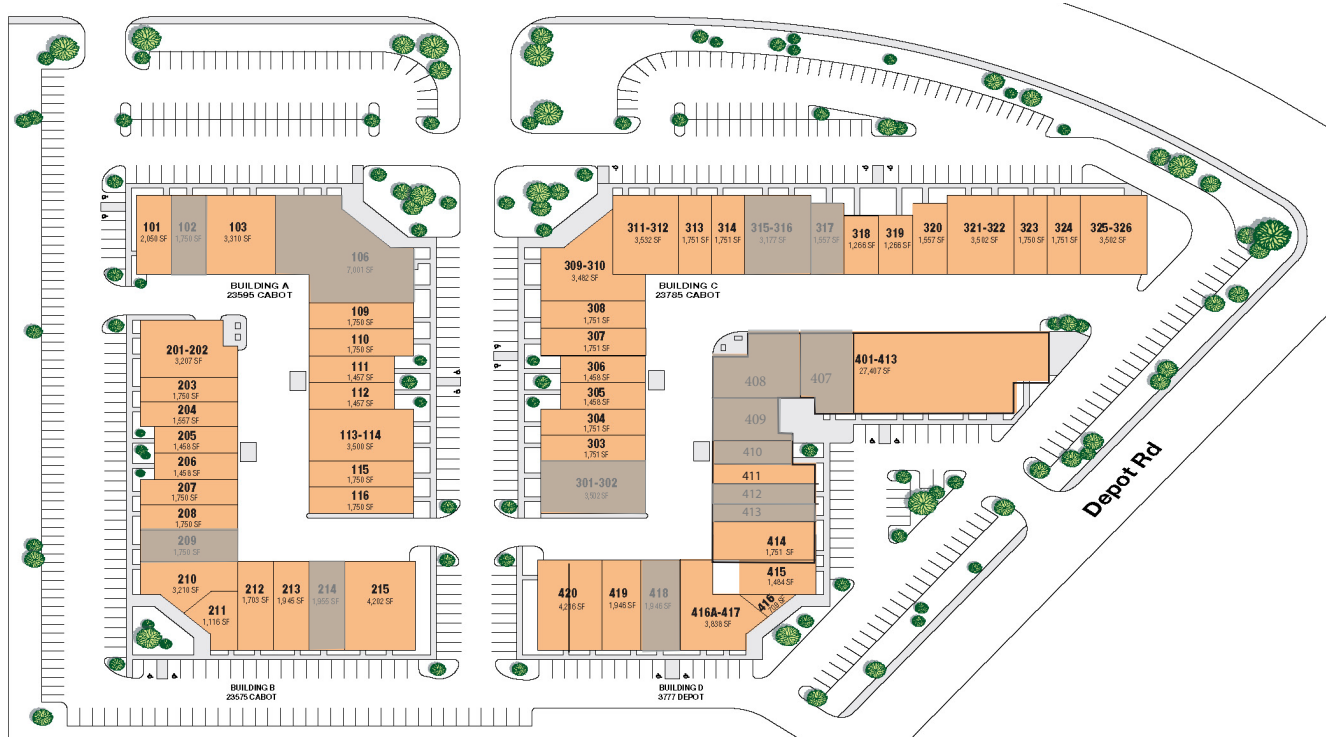 101
2,050 SF
102
1,750 SF
103
3,310 SF
106
7,001 SF
BUILDING A
23595 CABOT
109
1,750 SF
110
1,750 SF
111
1,457 SF
112
1,457 SF
113-114
3,500 SF
115
1,750 SF
116
1,750 SF
201-202
3,207 SF
203
1,750 SF
204
1,557 SF
205
1,458 SF
206
1,458 SF
207
1,750 SF
208
1,750 SF
209
1,750 SF
210
3,210 SF
211
1,116 SF
212
1,703 SF
213
1,946 SF
214
1,955 SF
215
4,202 SF
BUILDING B
23575 CABOT
311-312
3,532 SF
313
1,751 SF
314
1,751 SF
315-316
3,177 SF
317
1,557 SF
318
1,266 SF
319
1,266 SF
320
1,557 SF
321-322
3,502 SF
323
1,750 SF
324
1,751 SF
325-326
3,502 SF
309-310
3,482 SF
BUILDING C
23785 CABOT
308
1,751 SF
307
1,751 SF
306
1,458 SF
305
1,458 SF
304
1,751 SF
303
1,751 SF
301-302
3,502 SF
401-413
27,487 SF
407
408
409
410
411
412
413
414
1,751 SF
415
1,484 SF
416
416A-417
3,838 SF
418
1,946 SF
419
1,946 SF
420
BUILDING D
3777 DEPOT
Depot Rd